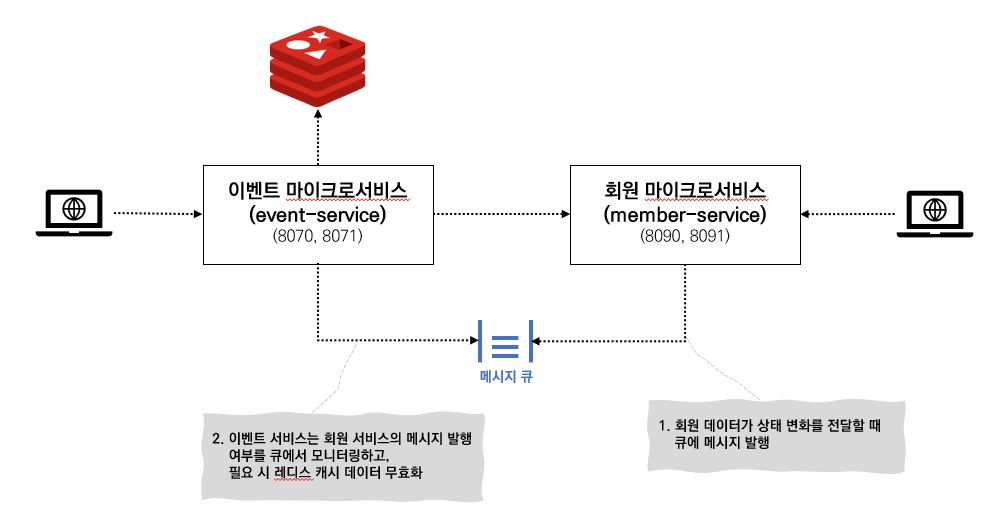 이벤트 마이크로서비스
(event-service)
(8070, 8071)
회원 마이크로서비스
(member-service)
(8090, 8091)
메시지 큐
2. 이벤트 서비스는 회원 서비스의 메시지 발행
여부를 큐에서 모니터링하고,
필요 시 레디스 캐시 데이터 무효화
1. 회원 데이터가 상태 변화를 전달할 때
큐에 메시지 발행